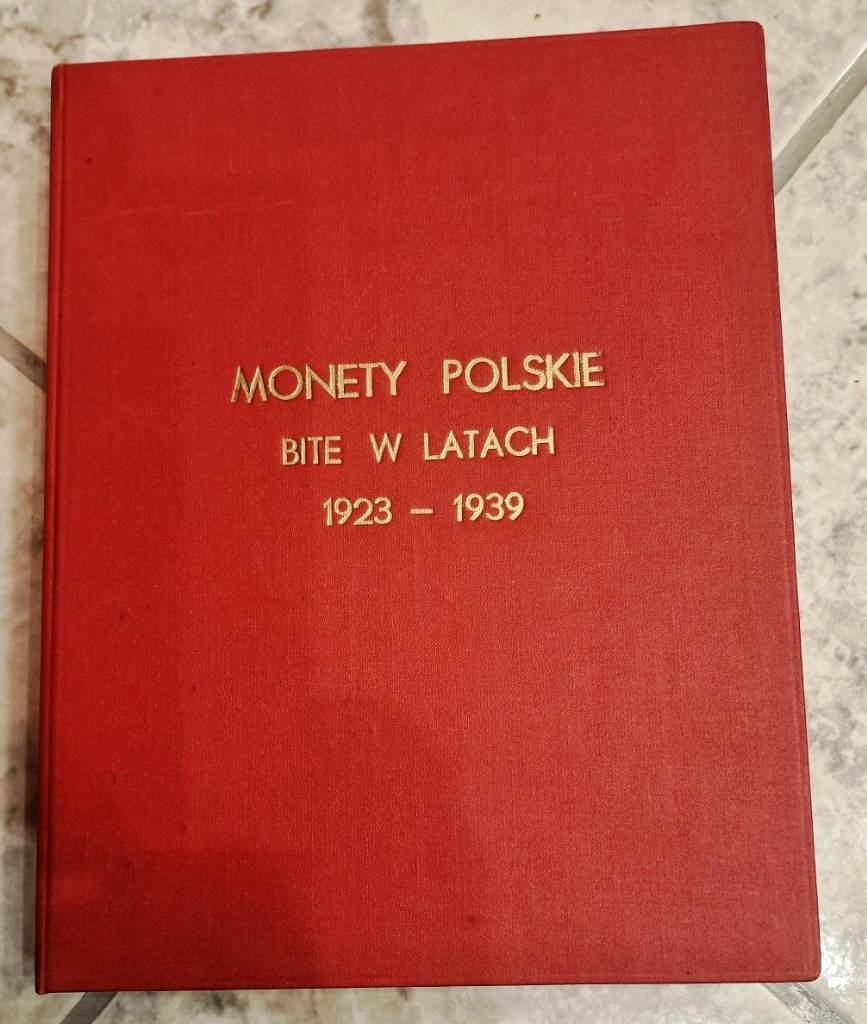 MONETY POLSKIE
BITE W LATACH
1923 – 1939